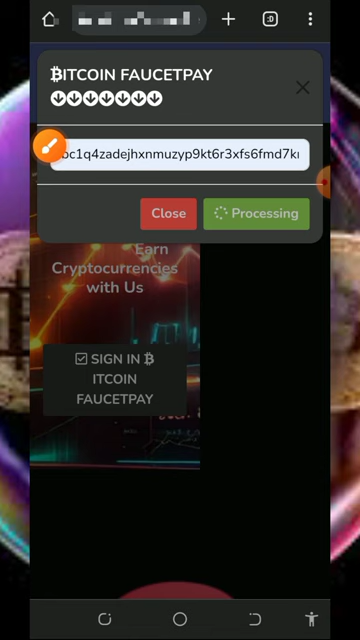 :D
₿ITCOIN FAUCETPAY
bc1q4zadejhxnmuzyp9kt6r3xfs6fmd7k
Close
Processing
Earn
Cryptocurrencies
with Us
SIGN IN ₿
ITCOIN
FAUCETPAY